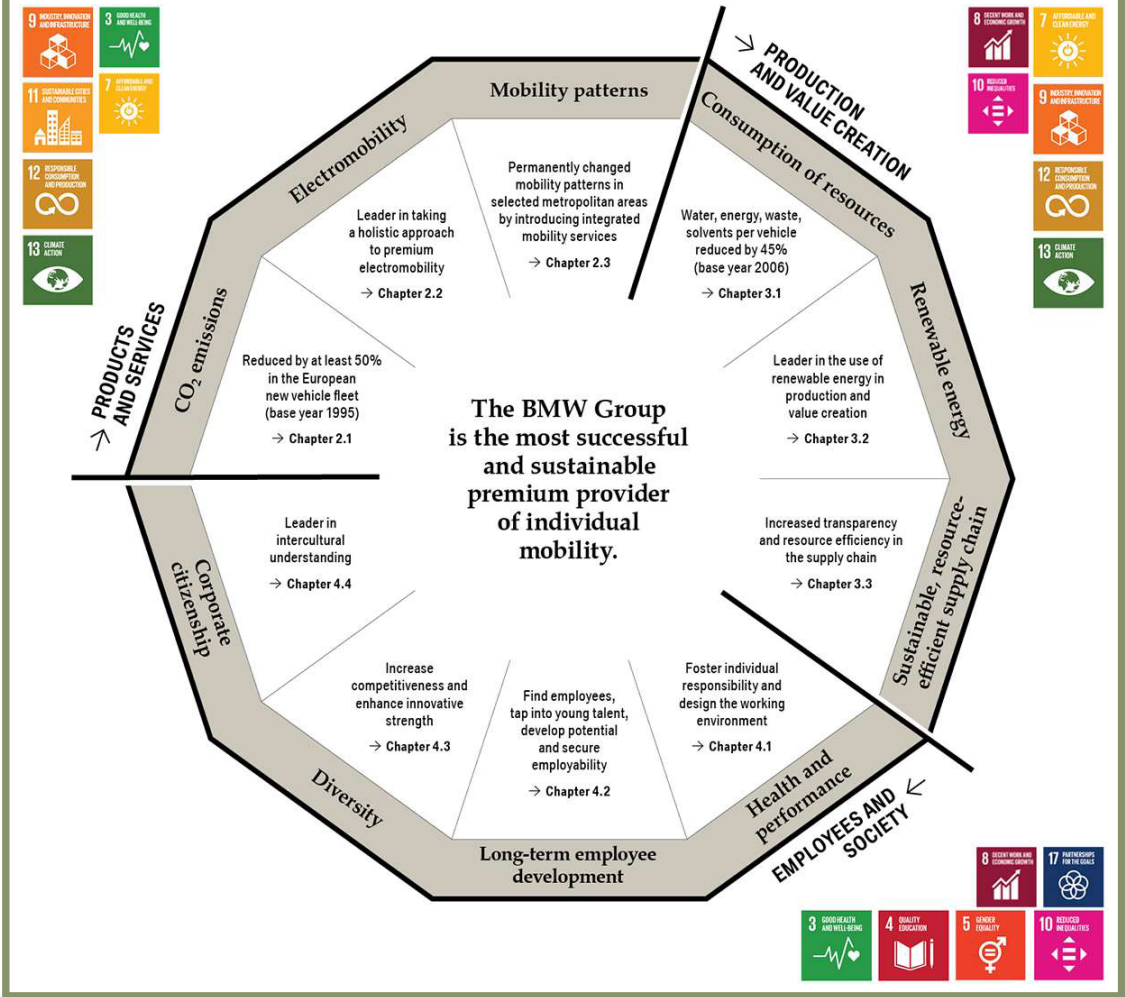 9 INDUSTRY, INNOVATION
AND INFRASTRUCTURE
3 GOOD HEALTH
AND WELL-BEING
11 SUSTAINABLE CITIES
AND COMMUNITIES
7 AFFORDABLE AND
CLEAN ENERGY
12 RESPONSIBLE
CONSUMPTION
AND PRODUCTION
13 CLIMATE
ACTION
8 DECENT WORK AND
ECONOMIC GROWTH
7 AFFORDABLE AND
CLEAN ENERGY
10 REDUCED
INEQUALITIES
9 INDUSTRY, INNOVATION
AND INFRASTRUCTURE
12 RESPONSIBLE
CONSUMPTION
AND PRODUCTION
13 CLIMATE
ACTION
→ PRODUCTS
AND SERVICES
CO₂ emissions
Reduced by at least 50%
in the European
new vehicle fleet
(base year 1995)
→ Chapter 2.1
Electromobility
Leader in taking
a holistic approach
to premium
electromobility
→ Chapter 2.2
Mobility patterns
Permanently changed
mobility patterns in
selected metropolitan areas
by introducing integrated
mobility services
→ Chapter 2.3
→ PRODUCTION
AND VALUE CREATION
Consumption of resources
Water, energy, waste,
solvents per vehicle
reduced by 45%
(base year 2006)
→ Chapter 3.1
Renewable energy
Leader in the use of
renewable energy in
production and
value creation
→ Chapter 3.2
Sustainable, resource-
efficient supply chain
Increased transparency
and resource efficiency in
the supply chain
→ Chapter 3.3
The BMW Group
is the most successful
and sustainable
premium provider
of individual
mobility.
EMPLOYEES AND ←
SOCIETY
Health and
performance
Foster individual
responsibility and
design the working
environment
→ Chapter 4.1
Long-term employee
development
Find employees,
tap into young talent,
develop potential
and secure
employability
→ Chapter 4.2
Diversity
Increase
competitiveness and
enhance innovative
strength
→ Chapter 4.3
Corporate
citizenship
Leader in
intercultural
understanding
→ Chapter 4.4
8 DECENT WORK AND
ECONOMIC GROWTH
17 PARTNERSHIPS
FOR THE GOALS
3 GOOD HEALTH
AND WELL-BEING
4 QUALITY
EDUCATION
5 GENDER
EQUALITY
10 REDUCED
INEQUALITIES